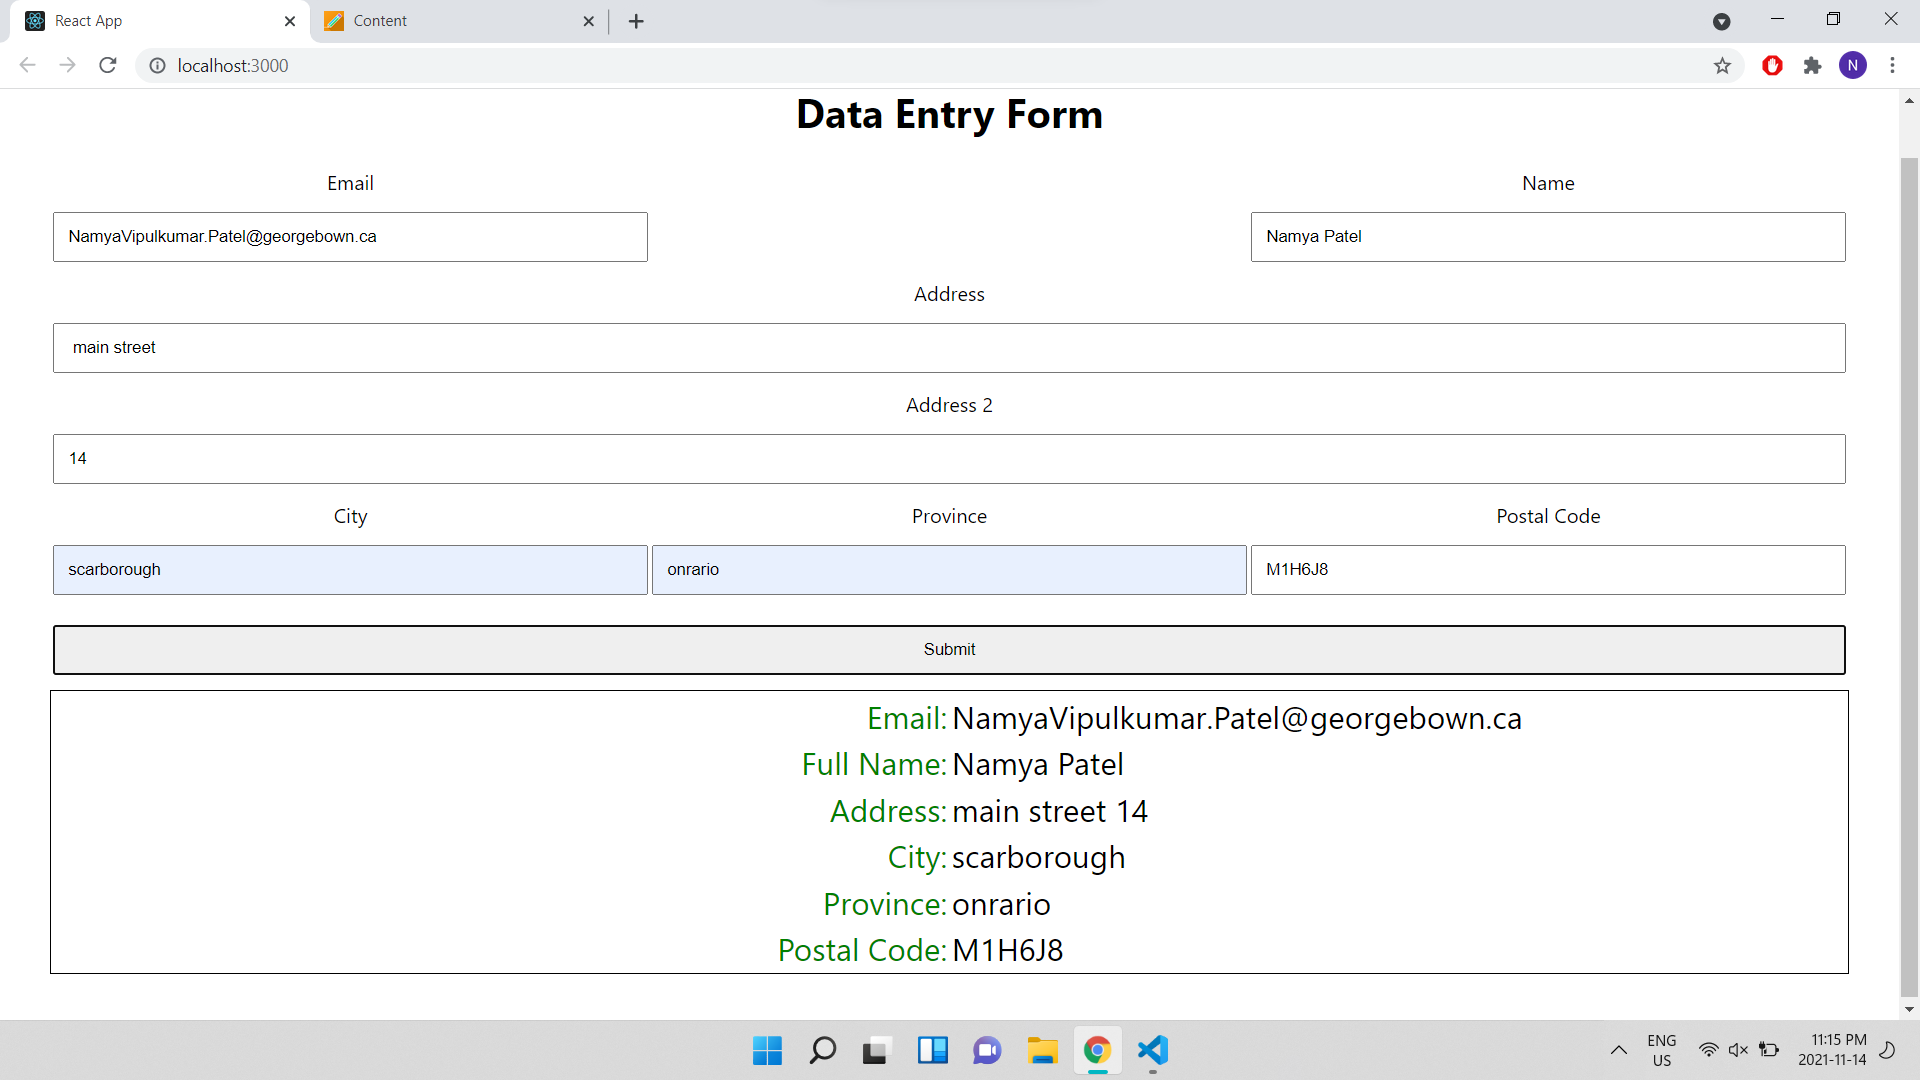 React App
Content
localhost:3000
N
Data Entry Form
Email
Name
NamyaVipulkumar.Patel@georgebown.ca
Namya Patel
Address
main street
Address 2
14
City
Province
Postal Code
scarborough
onrario
M1H6J8
Submit
Email: NamyaVipulkumar.Patel@georgebown.ca
Full Name: Namya Patel
Address: main street 14
City: scarborough
Province: onrario
Postal Code: M1H6J8
ENG
US
11:15 PM
2021-11-14